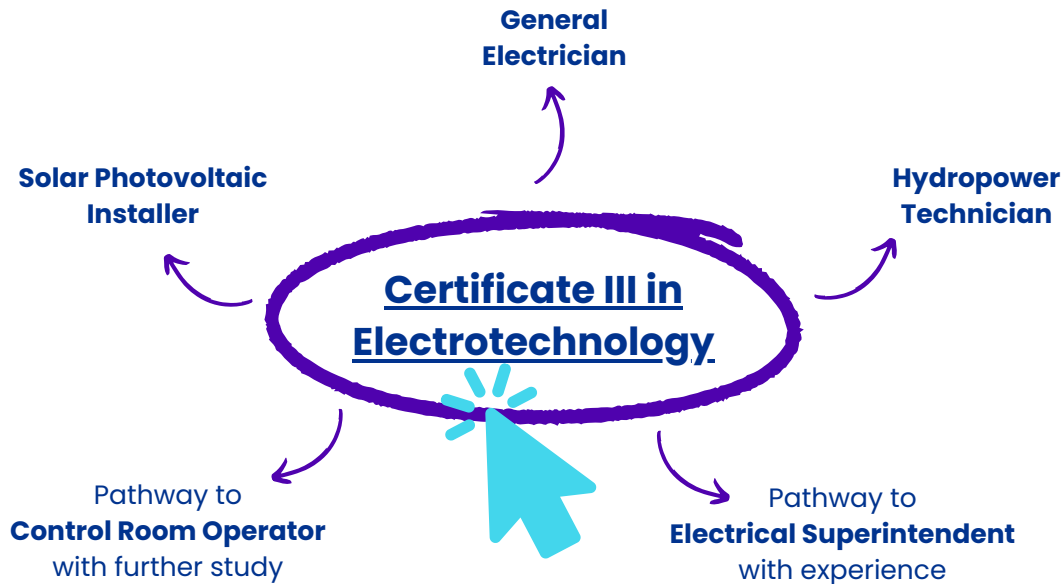 General
Electrician
Solar Photovoltaic
Installer
Hydropower
Technician
Certificate III in
Electrotechnology
Pathway to
Control Room Operator
with further study
Pathway to
Electrical Superintendent
with experience